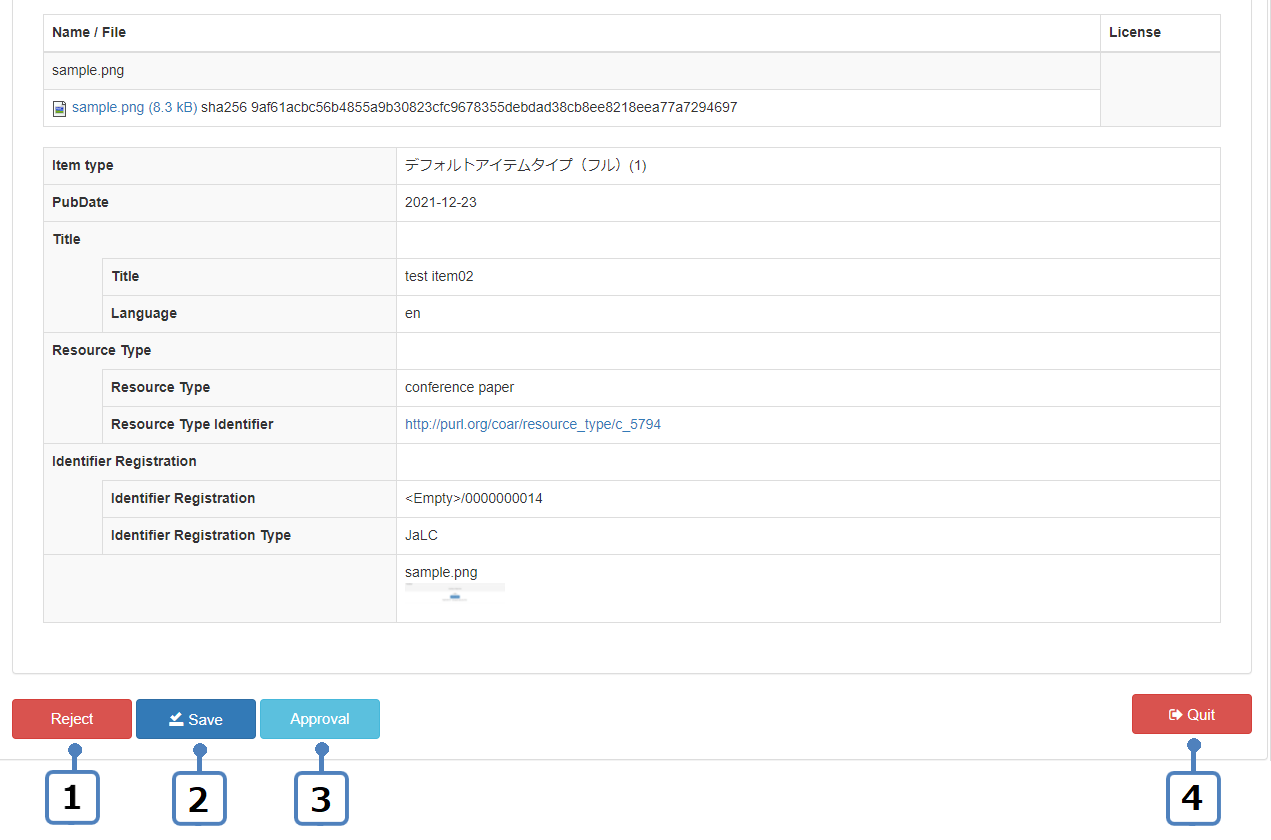 Name / File License
sample.png
sample.png (8.3 kB) sha256 9af61acbc56b4855a9b30823cfc9678355debdad38cb8ee8218eea77a7294697
Item type デフォルトアイテムタイプ（フル）(1)
PubDate 2021-12-23
Title
Title test item02
Language en
Resource Type
Resource Type conference paper
Resource Type Identifier http://purl.org/coar/resource_type/c_5794
Identifier Registration
Identifier Registration <Empty>/0000000014
Identifier Registration Type JaLC
sample.png
Reject Save Approval Quit
1 2 3 4